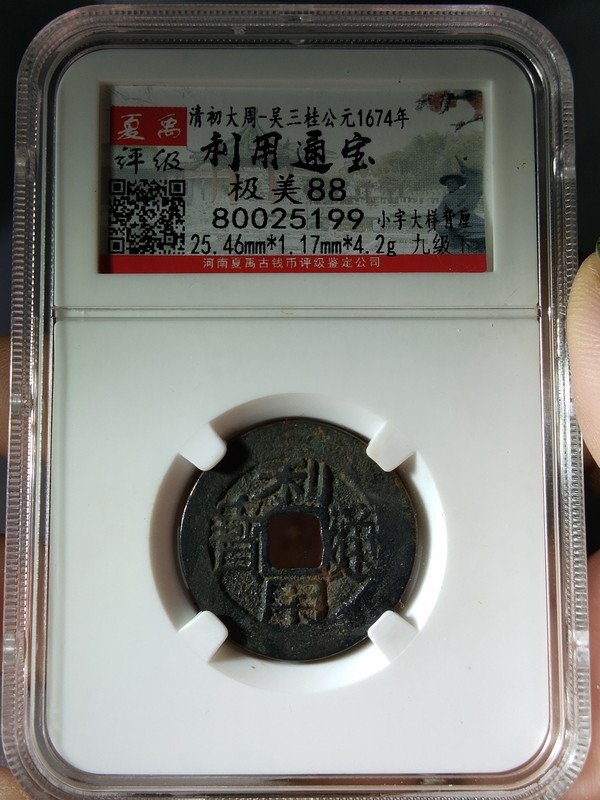 夏禹
评级
清初大周-吴三桂公元1674年
利用通宝
极美88
80025199 小字大样背厘
25.46mm*1.17mm*4.2g 九级下
河南夏禹古钱币评级鉴定公司
利用通寳